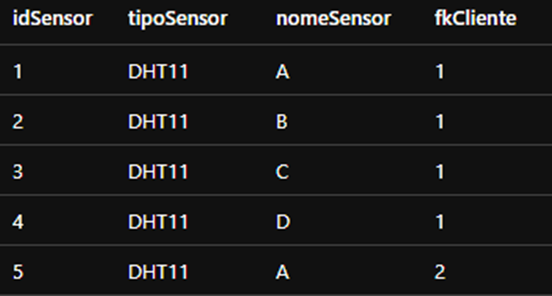 idSensor tipoSensor nomeSensor fkCliente
1 DHT11 A 1
2 DHT11 B 1
3 DHT11 C 1
4 DHT11 D 1
5 DHT11 A 2